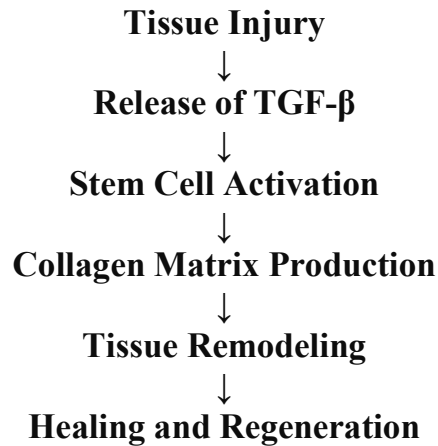 Tissue Injury
↓
Release of TGF-β
↓
Stem Cell Activation
↓
Collagen Matrix Production
↓
Tissue Remodeling
↓
Healing and Regeneration